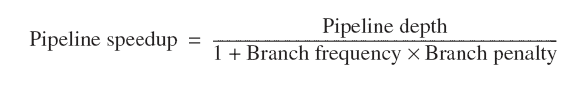 Pipeline speedup = Pipeline depth
1 + Branch frequency × Branch penalty